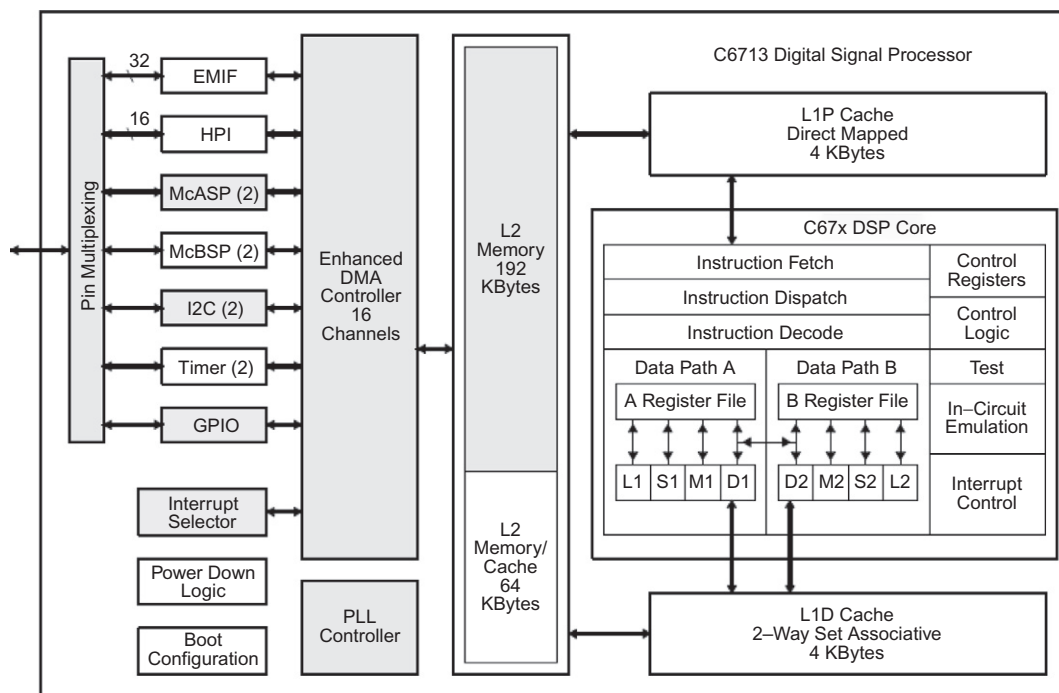 C6713 Digital Signal Processor
Pin Multiplexing
32
EMIF
16
HPI
McASP (2)
McBSP (2)
I2C (2)
Timer (2)
GPIO
Interrupt
Selector
Power Down
Logic
Boot
Configuration
Enhanced
DMA
Controller
16
Channels
PLL
Controller
L2
Memory
192
KBytes
L2
Memory/
Cache
64
KBytes
L1P Cache
Direct Mapped
4 KBytes
C67x DSP Core
Instruction Fetch
Instruction Dispatch
Instruction Decode
Control
Registers
Control
Logic
Test
In–Circuit
Emulation
Interrupt
Control
Data Path A
A Register File
L1 S1 M1 D1
Data Path B
B Register File
D2 M2 S2 L2
L1D Cache
2–Way Set Associative
4 KBytes